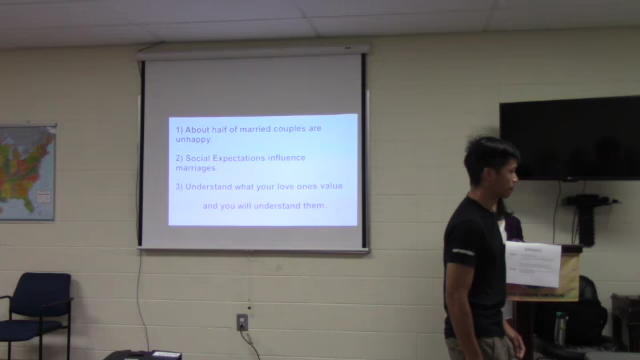 1) About half of married couples are
unhappy.
2) Social Expectations influence
marriages.
3) Understand what your love ones value
and you will understand them.